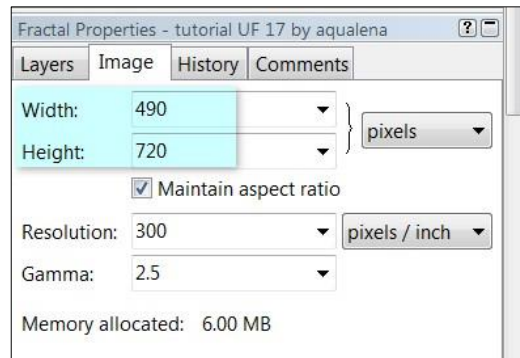 Fractal Properties - tutorial UF 17 by aqualena ?
Layers Image History Comments
Width: 490
pixels
Height: 720
Maintain aspect ratio
Resolution: 300 pixels / inch
Gamma: 2.5
Memory allocated: 6.00 MB